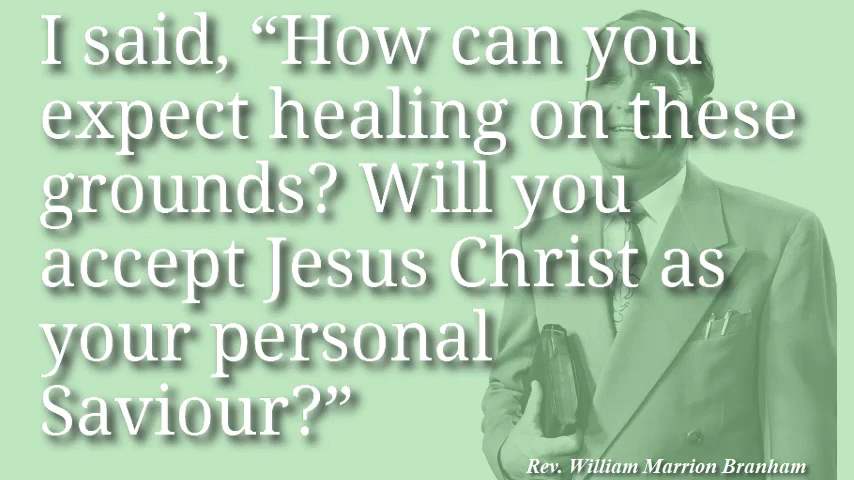 I said, “How can you
expect healing on these
grounds? Will you
accept Jesus Christ as
your personal
Saviour?”
Rev. William Marrion Branham